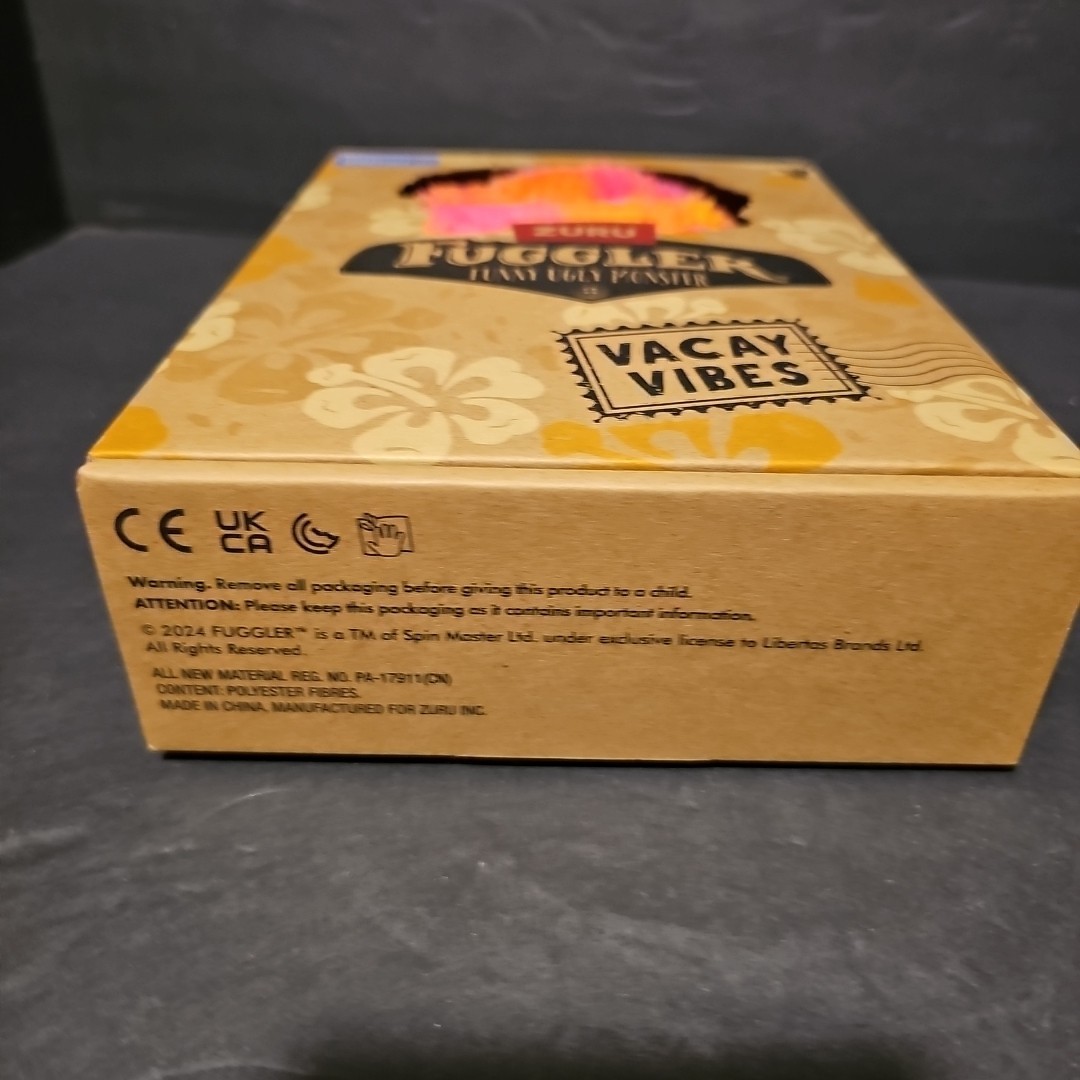 ZURU
FUGGLER
FUNNY UGLY MONSTER
VACAY
VIBES
CE
UK
CA
Warning. Remove all packaging before giving this product to a child.
ATTENTION: Please keep this packaging as it contains important information.
© 2024 FUGGLER™ is a TM of Spin Master Ltd. under exclusive license to Libertas Brands Ltd.
All Rights Reserved.
ALL NEW MATERIAL REG. NO. PA-17911(CN)
CONTENT: POLYESTER FIBRES.
MADE IN CHINA, MANUFACTURED FOR ZURU INC.